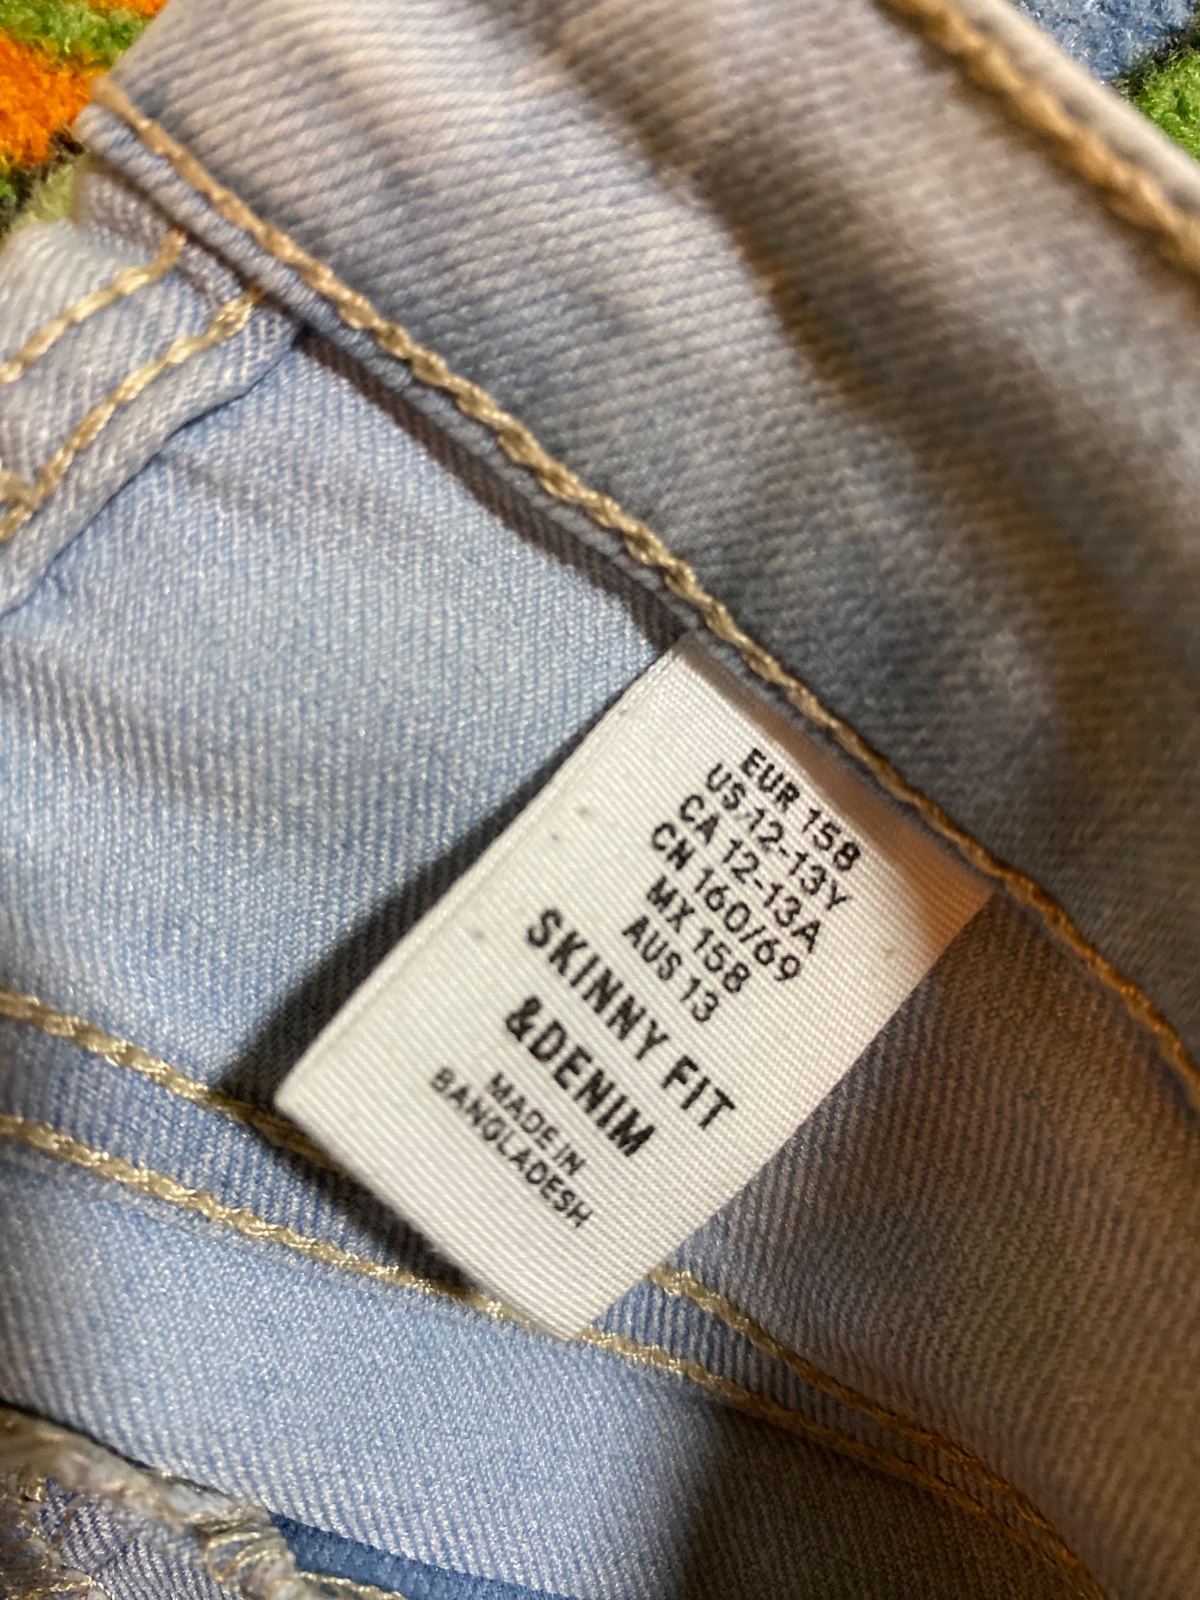 EUR 158
US 12-13Y
CA 12-13A
CN 160/69
MX 158
AUS 13
SKINNY FIT
&DENIM
MADE IN
BANGLADESH